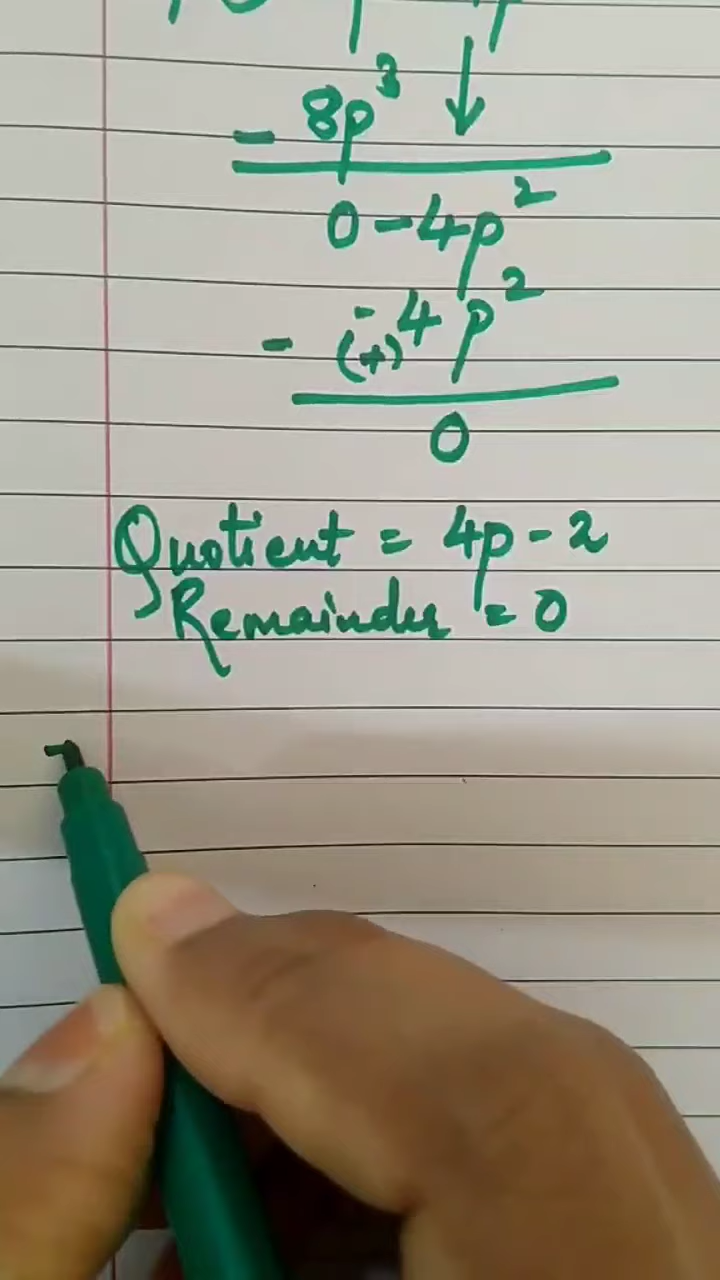 - 8p³
0 - 4p²
- (+) - 4p²
0
Quotient = 4p - 2
Remainder = 0